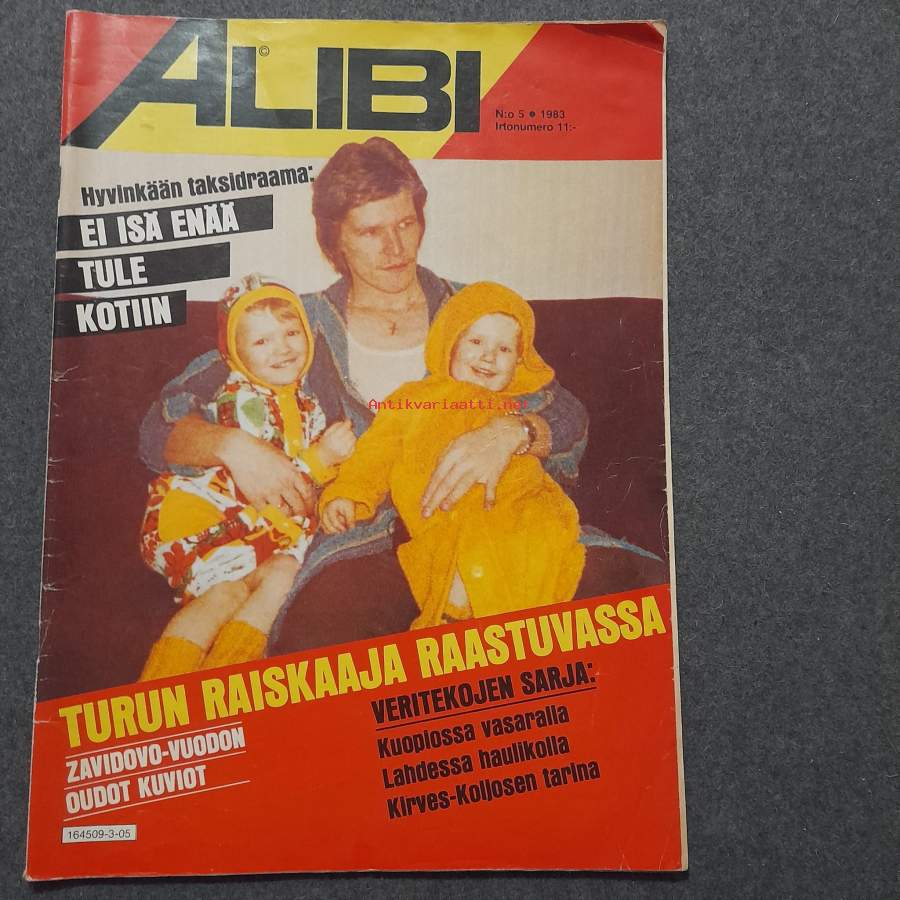 ALIBI
©
N:o 5 • 1983
Irtonumero 11:-
Hyvinkään taksidraama:
EI ISÄ ENÄÄ
TULE
KOTIIN
Antikvariaatti.net
TURUN RAISKAAJA RAASTUVASSA
ZAVIDOVO-VUODON
OUDOT KUVIOT
VERITEKOJEN SARJA:
Kuopiossa vasaralla
Lahdessa haulikolla
Kirves-Koljosen tarina
164509-3-05